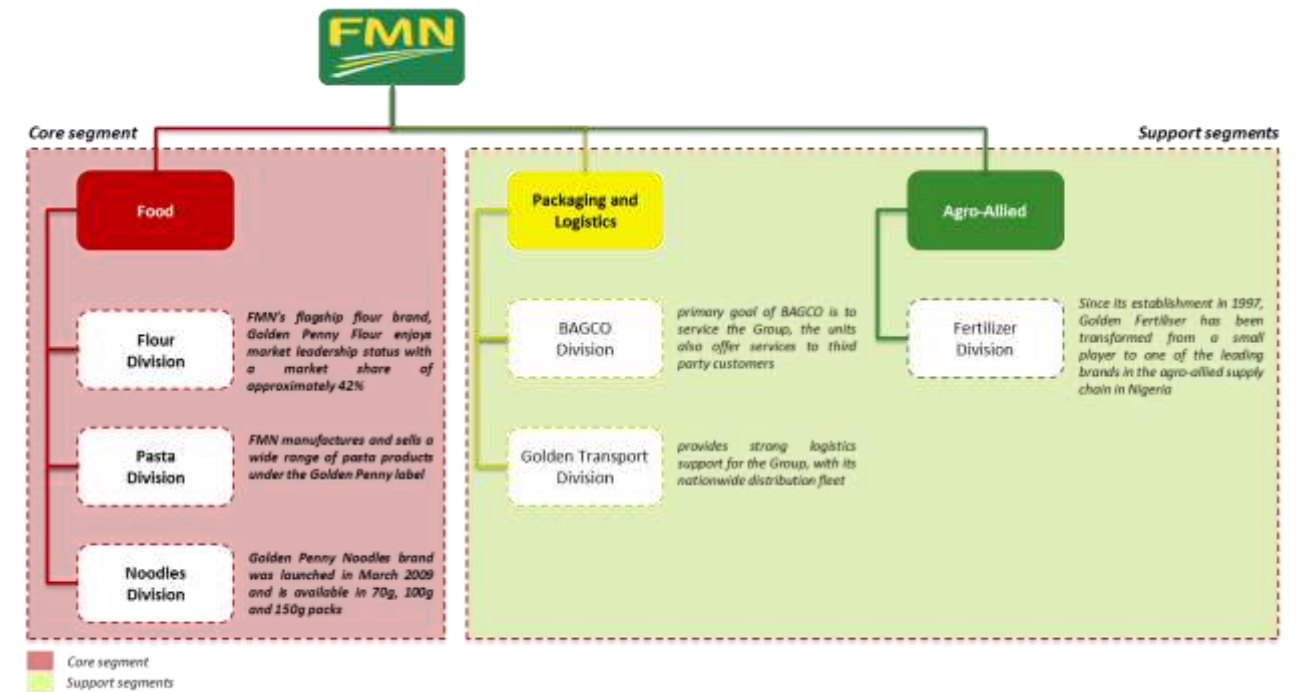 FMN
Core segment
Support segments
Food
Flour
Division
FMN's flagship flour brand,
Golden Penny Flour enjoys
market leadership status with
a market share of
approximately 42%
Pasta
Division
FMN manufactures and sells a
wide range of pasta products
under the Golden Penny label
Noodles
Division
Golden Penny Noodles brand
was launched in March 2009
and is available in 70g, 100g
and 150g packs
Packaging and
Logistics
BAGCO
Division
primary goal of BAGCO is to
service the Group, the units
also offer services to third
party customers
Golden Transport
Division
provides strong logistics
support for the Group, with its
nationwide distribution fleet
Agro-Allied
Fertilizer
Division
Since its establishment in 1997,
Golden Fertiliser has been
transformed from a small
player to one of the leading
brands in the agro-allied supply
chain in Nigeria
Core segment
Support segments